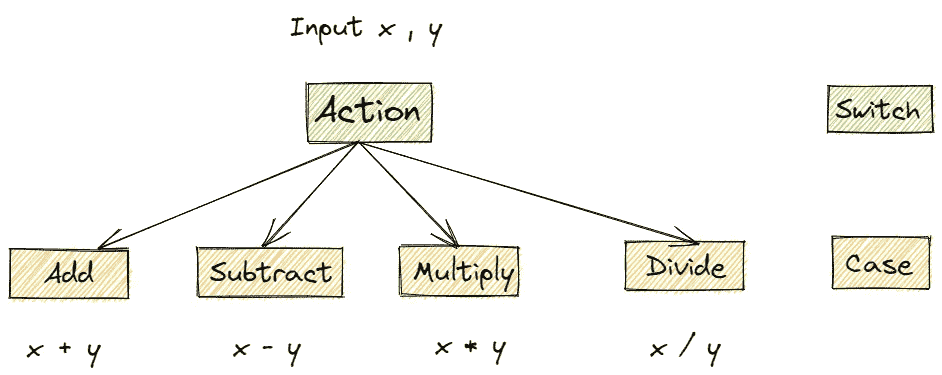 Input x , y
Action
Switch
Add
Subtract
Multiply
Divide
Case
x + y
x - y
x * y
x / y